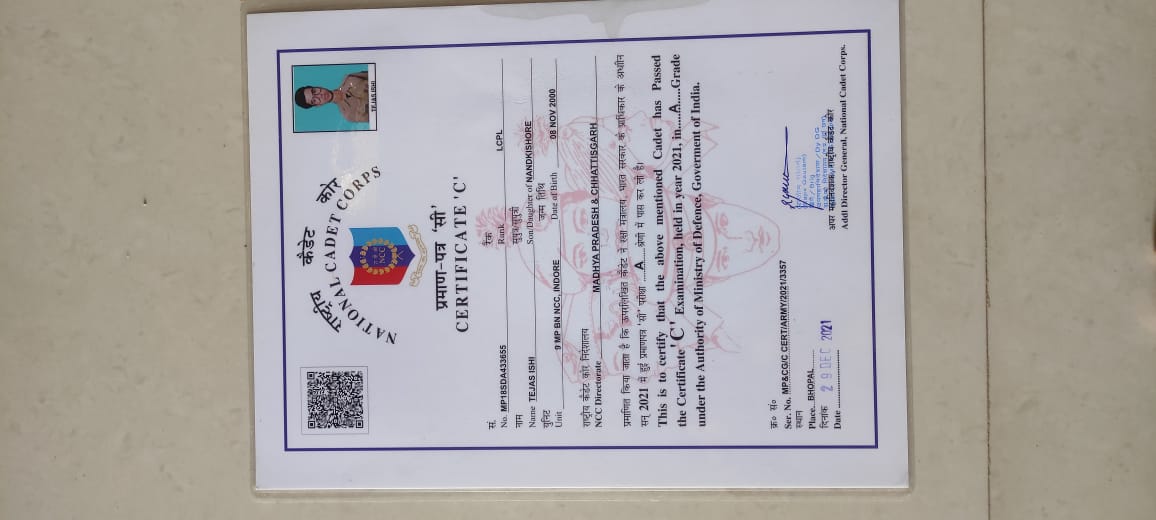 राष्ट्रीय कैडेट कोर
NATIONAL CADET CORPS
NCC
TEJAS ISHI
प्रमाण-पत्र 'सी'
CERTIFICATE 'C'
सं. रैंक
No. MP18SDA433655 Rank LCPL
नाम सुपुत्र/सुपुत्री
Name TEJAS ISHI Son/Daughter of NANDKISHORE
यूनिट जन्म तिथि
Unit 9 MP BN NCC, INDORE Date of Birth 08 NOV 2000
राष्ट्रीय कैडेट कोर निदेशालय
NCC Directorate MADHYA PRADESH & CHHATTISGARH
प्रमाणित किया जाता है कि उपरलिखित कैडेट ने रक्षा मंत्रालय, भारत सरकार के प्राधिकार के अधीन
सन् 2021 में हुई प्रमाणपत्र 'सी' परीक्षा ......A...... श्रेणी में पास कर ली है।
This is to certify that the above mentioned Cadet has Passed
the Certificate 'C' Examination, held in year 2021, in......A......Grade
under the Authority of Ministry of Defence, Goverment of India.
क्र० सं०
Ser. No. MP&CG/C CERT/ARMY/2021/3357
स्थान
Place...BHOPAL......
दिनांक 29 DEC 2021
Date ......................
अपर महानिदेशक, राष्ट्रीय कैडेट कोर
Addl Director General, National Cadet Corps.